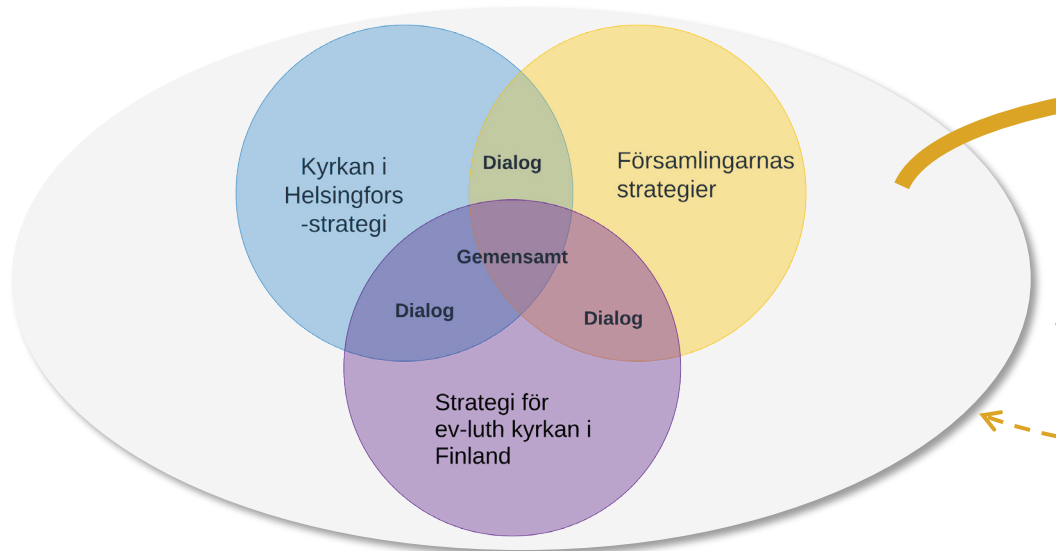 Kyrkan i
Helsingfors
-strategi
Dialog
Församlingarnas
strategier
Gemensamt
Dialog
Dialog
Strategi för
ev-luth kyrkan i
Finland